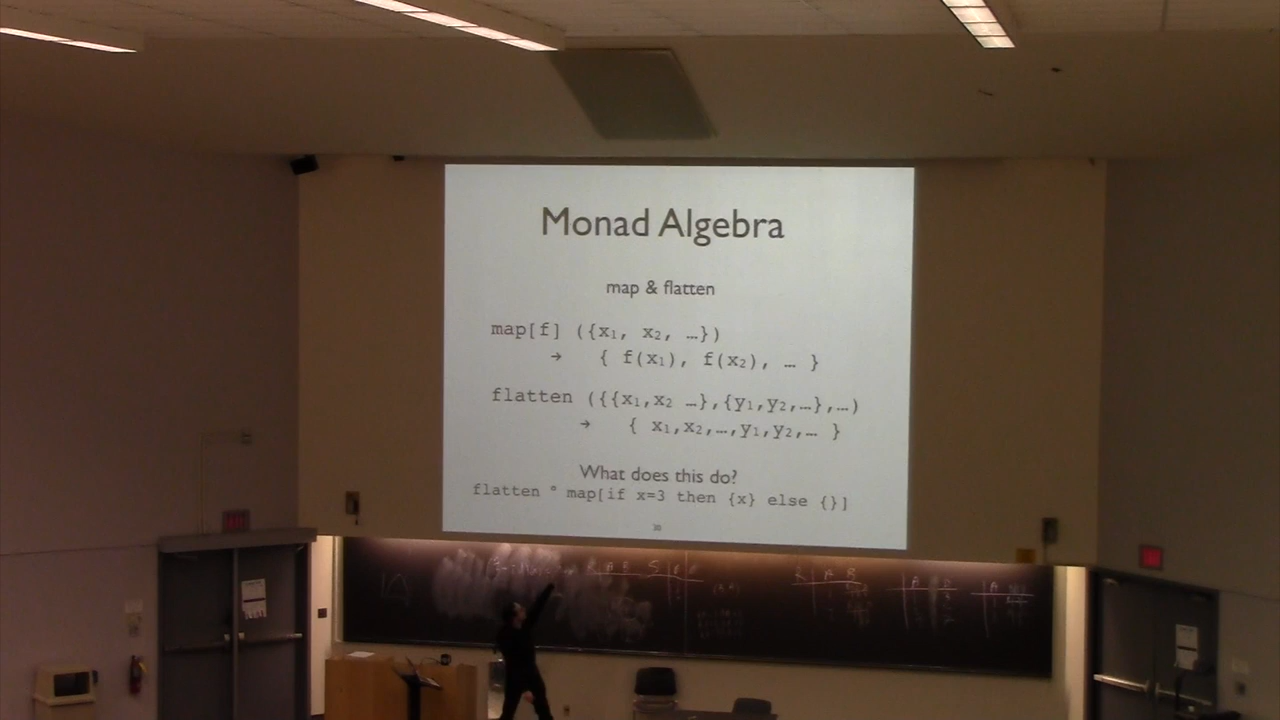 Monad Algebra
map & flatten
map[f] ({x₁, x₂, …})
→ { f(x₁), f(x₂), … }
flatten ({{x₁,x₂ …},{y₁,y₂,…},…)
→ { x₁,x₂,…,y₁,y₂,… }
What does this do?
flatten ° map[if x=3 then {x} else {}]